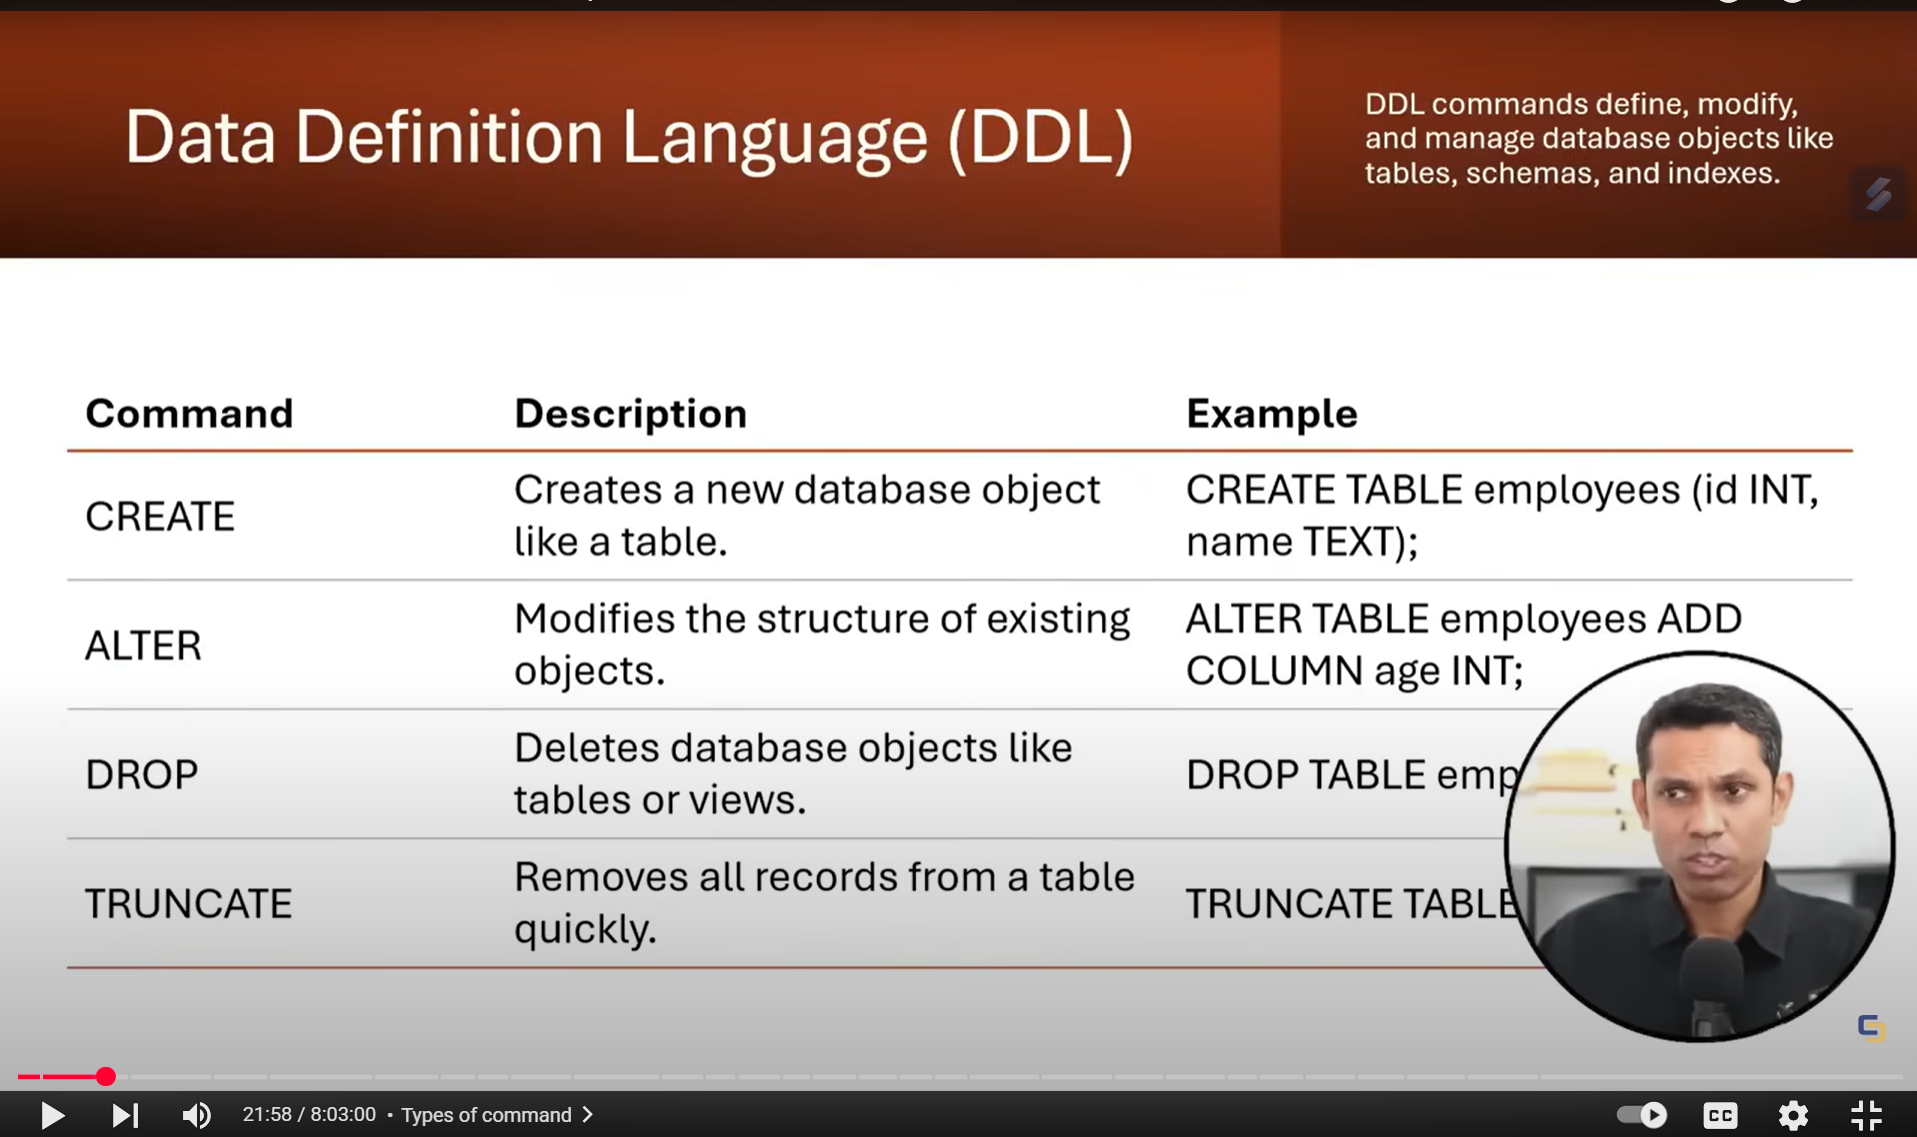 Data Definition Language (DDL)
DDL commands define, modify,
and manage database objects like
tables, schemas, and indexes.
Command Description Example
CREATE
Creates a new database object
like a table.
CREATE TABLE employees (id INT,
name TEXT);
ALTER
Modifies the structure of existing
objects.
ALTER TABLE employees ADD
COLUMN age INT;
DROP
Deletes database objects like
tables or views.
DROP TABLE emp
TRUNCATE
Removes all records from a table
quickly.
TRUNCATE TABLE
21:58 / 8:03:00 • Types of command
CC